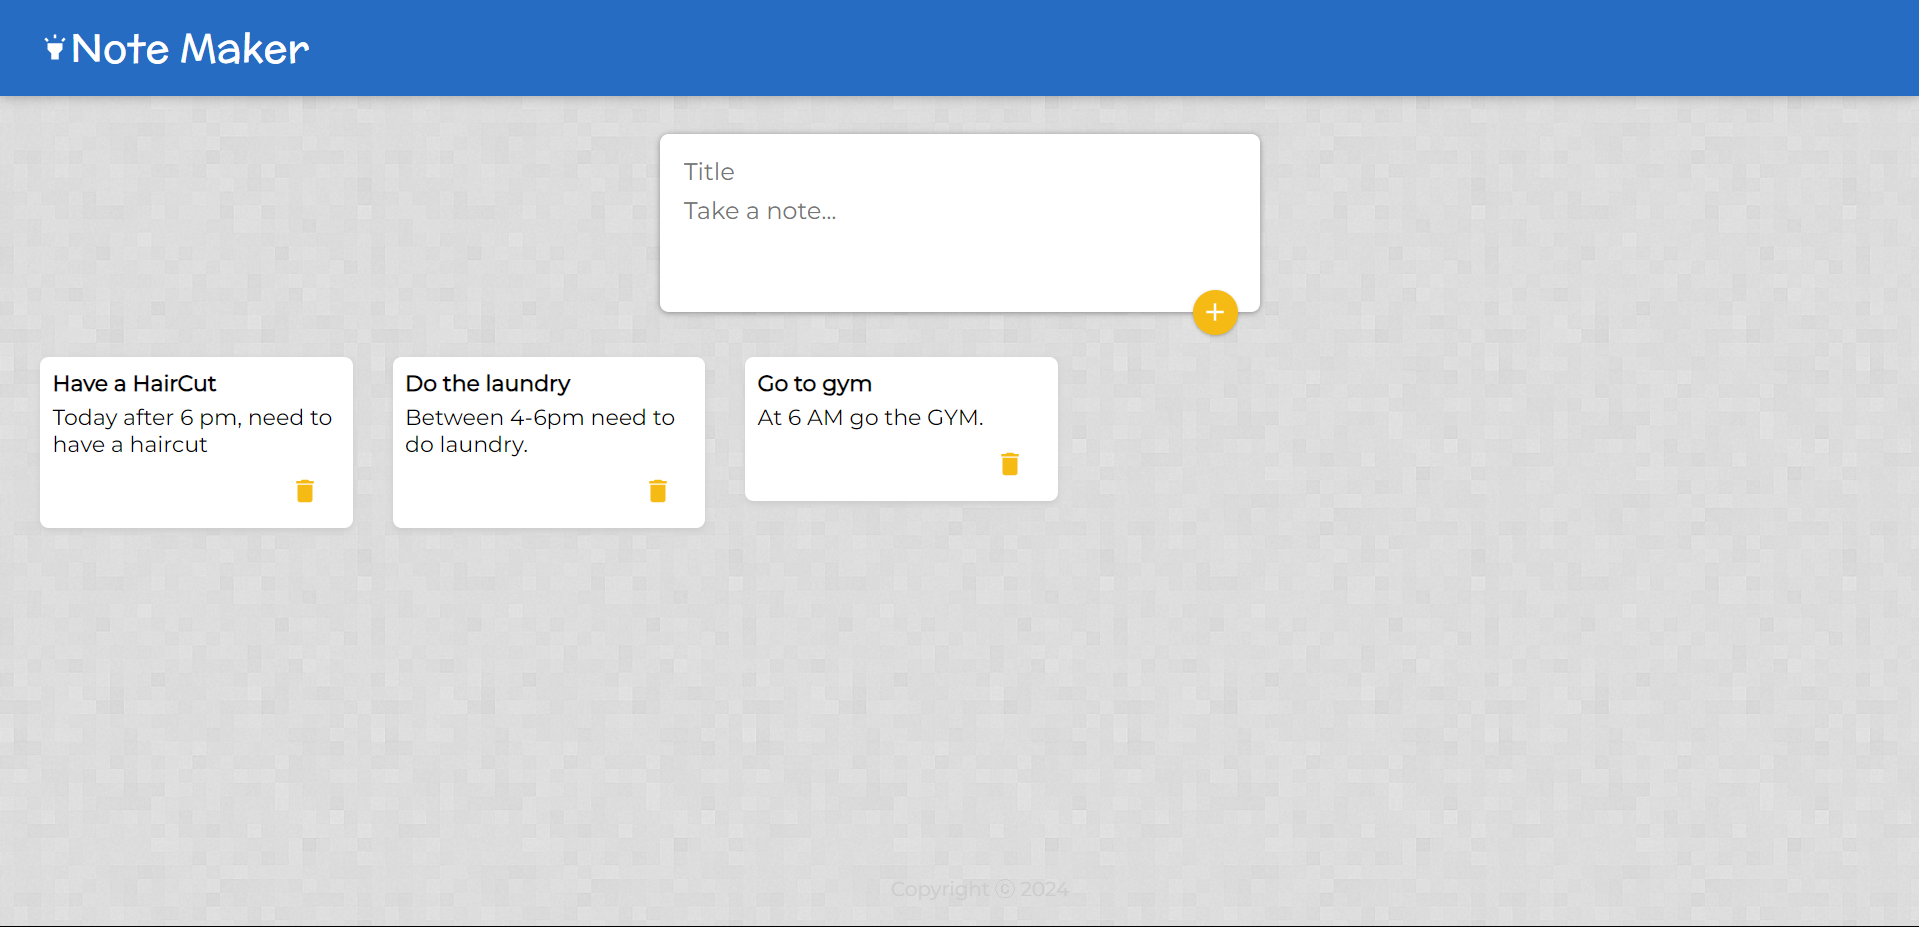 Note Maker
Title
Take a note...
Have a HairCut
Today after 6 pm, need to
have a haircut
Do the laundry
Between 4-6pm need to
do laundry.
Go to gym
At 6 AM go the GYM.
Copyright ⓒ 2024